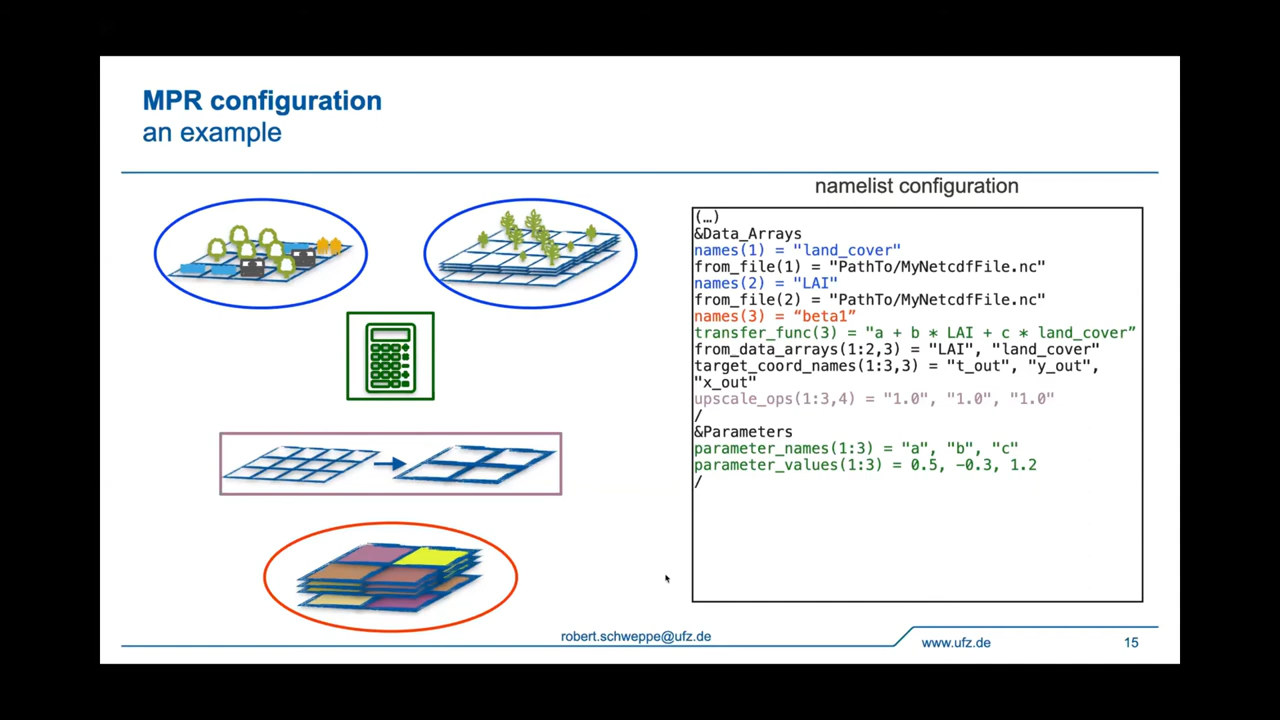 MPR configuration
an example
namelist configuration
(…)
&Data_Arrays
names(1) = "land_cover"
from_file(1) = "PathTo/MyNetcdfFile.nc"
names(2) = "LAI"
from_file(2) = "PathTo/MyNetcdfFile.nc"
names(3) = “beta1”
transfer_func(3) = "a + b * LAI + c * land_cover”
from_data_arrays(1:2,3) = "LAI", "land_cover"
target_coord_names(1:3,3) = "t_out", "y_out",
"x_out"
upscale_ops(1:3,4) = "1.0", "1.0", "1.0"
/
&Parameters
parameter_names(1:3) = "a", "b", "c"
parameter_values(1:3) = 0.5, −0.3, 1.2
/
robert.schweppe@ufz.de
www.ufz.de
15